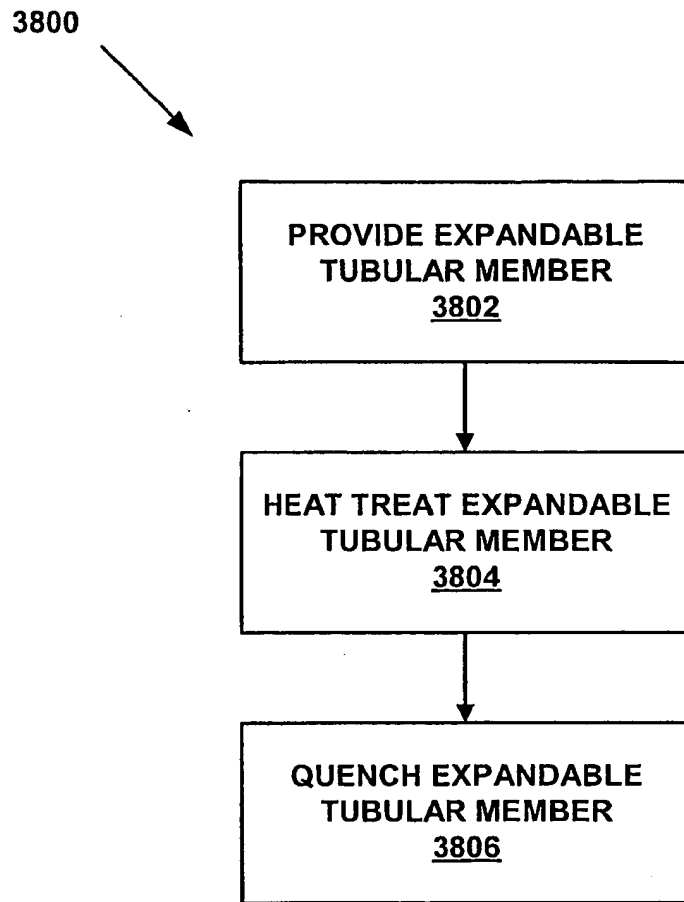 3800
PROVIDE EXPANDABLE
TUBULAR MEMBER
3802
HEAT TREAT EXPANDABLE
TUBULAR MEMBER
3804
QUENCH EXPANDABLE
TUBULAR MEMBER
3806